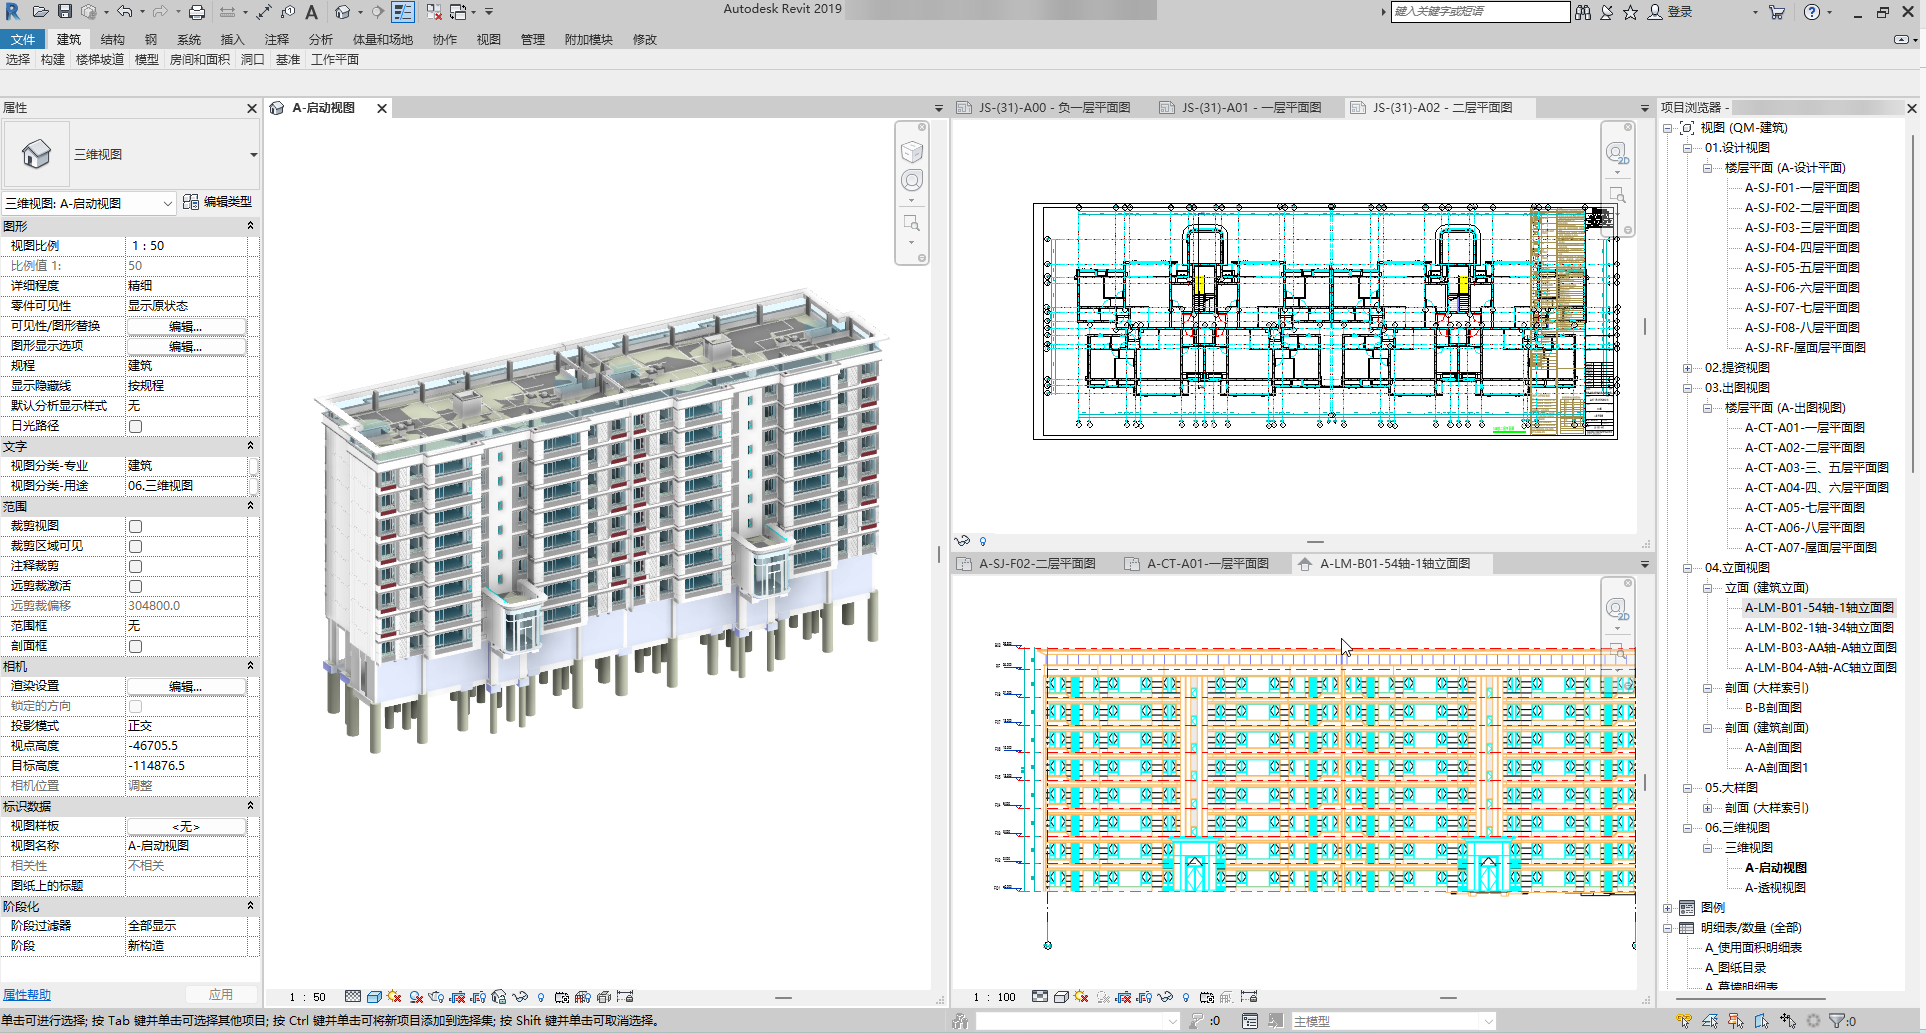 Autodesk Revit 2019
键入关键字或短语
登录
文件 建筑 结构 钢 系统 插入 注释 分析 体量和场地 协作 视图 管理 附加模块 修改
选择 构建 楼梯坡道 模型 房间和面积 洞口 基准 工作平面
属性
三维视图
三维视图: A-启动视图
编辑类型
图形
视图比例 1 : 50
比例值 1: 50
详细程度 精细
零件可见性 显示原状态
可见性/图形替换 编辑...
图形显示选项 编辑...
规程 建筑
显示隐藏线 按规程
默认分析显示样式 无
日光路径
文字
视图分类-专业 建筑
视图分类-用途 06.三维视图
范围
裁剪视图
裁剪区域可见
注释裁剪
远剪裁激活
远剪裁偏移 304800.0
范围框 无
剖面框
相机
渲染设置 编辑...
锁定的方向
投影模式 正交
视点高度 -46705.5
目标高度 -114876.5
相机位置 调整
标识数据
视图样板 <无>
视图名称 A-启动视图
相关性 不相关
图纸上的标题
阶段化
阶段过滤器 全部显示
阶段 新构造
属性帮助
应用
A-启动视图
1 : 50
JS-(31)-A00 - 负一层平面图
JS-(31)-A01 - 一层平面图
JS-(31)-A02 - 二层平面图
2D
A-SJ-F02-二层平面图
A-CT-A01-一层平面图
A-LM-B01-54轴-1轴立面图
2D
1 : 100
项目浏览器 -
视图 (QM-建筑)
01.设计视图
楼层平面 (A-设计平面)
A-SJ-F01-一层平面图
A-SJ-F02-二层平面图
A-SJ-F03-三层平面图
A-SJ-F04-四层平面图
A-SJ-F05-五层平面图
A-SJ-F06-六层平面图
A-SJ-F07-七层平面图
A-SJ-F08-八层平面图
A-SJ-RF-屋面层平面图
02.提资视图
03.出图视图
楼层平面 (A-出图视图)
A-CT-A01-一层平面图
A-CT-A02-二层平面图
A-CT-A03-三、五层平面图
A-CT-A04-四、六层平面图
A-CT-A05-七层平面图
A-CT-A06-八层平面图
A-CT-A07-屋面层平面图
04.立面视图
立面 (建筑立面)
A-LM-B01-54轴-1轴立面图
A-LM-B02-1轴-34轴立面图
A-LM-B03-AA轴-A轴立面图
A-LM-B04-A轴-AC轴立面图
剖面 (大样索引)
B-B剖面图
剖面 (建筑剖面)
A-A剖面图
A-A剖面图1
05.大样图
剖面 (大样索引)
06.三维视图
三维视图
A-启动视图
A-透视视图
图例
明细表/数量 (全部)
A_使用面积明细表
A_图纸目录
A_幕墙明细表
单击可进行选择; 按 Tab 键并单击可选择其他项目; 按 Ctrl 键并单击可将新项目添加到选择集; 按 Shift 键并单击可取消选择。
:0
主模型
:0